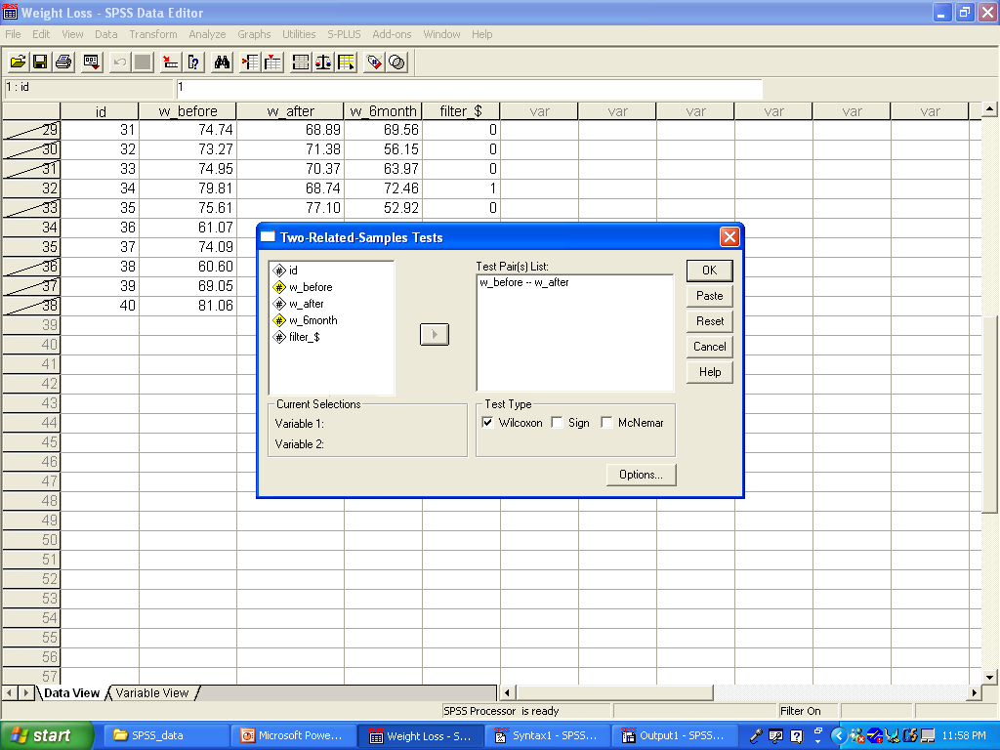 Weight Loss - SPSS Data Editor
File Edit View Data Transform Analyze Graphs Utilities S-PLUS Add-ons Window Help
1 : id 1
id w_before w_after w_6month filter_$ var var var var var var
29 31 74.74 68.89 69.56 0
30 32 73.27 71.38 56.15 0
31 33 74.95 70.37 63.97 0
32 34 79.81 68.74 72.46 1
33 35 75.61 77.10 52.92 0
34 36 61.07
35 37 74.09
36 38 60.60
37 39 69.05
38 40 81.06
39
40
41
42
43
44
45
46
47
48
49
50
51
52
53
54
55
56
57
Two-Related-Samples Tests
id
w_before
w_after
w_6month
filter_$
Test Pair(s) List:
w_before -- w_after
OK
Paste
Reset
Cancel
Help
Current Selections
Variable 1:
Variable 2:
Test Type
Wilcoxon Sign McNemar
Options...
Data View Variable View
SPSS Processor is ready Filter On
start SPSS_data Microsoft Powe... Weight Loss - S... Syntax1 - SPSS... Output1 - SPSS... 11:58 PM